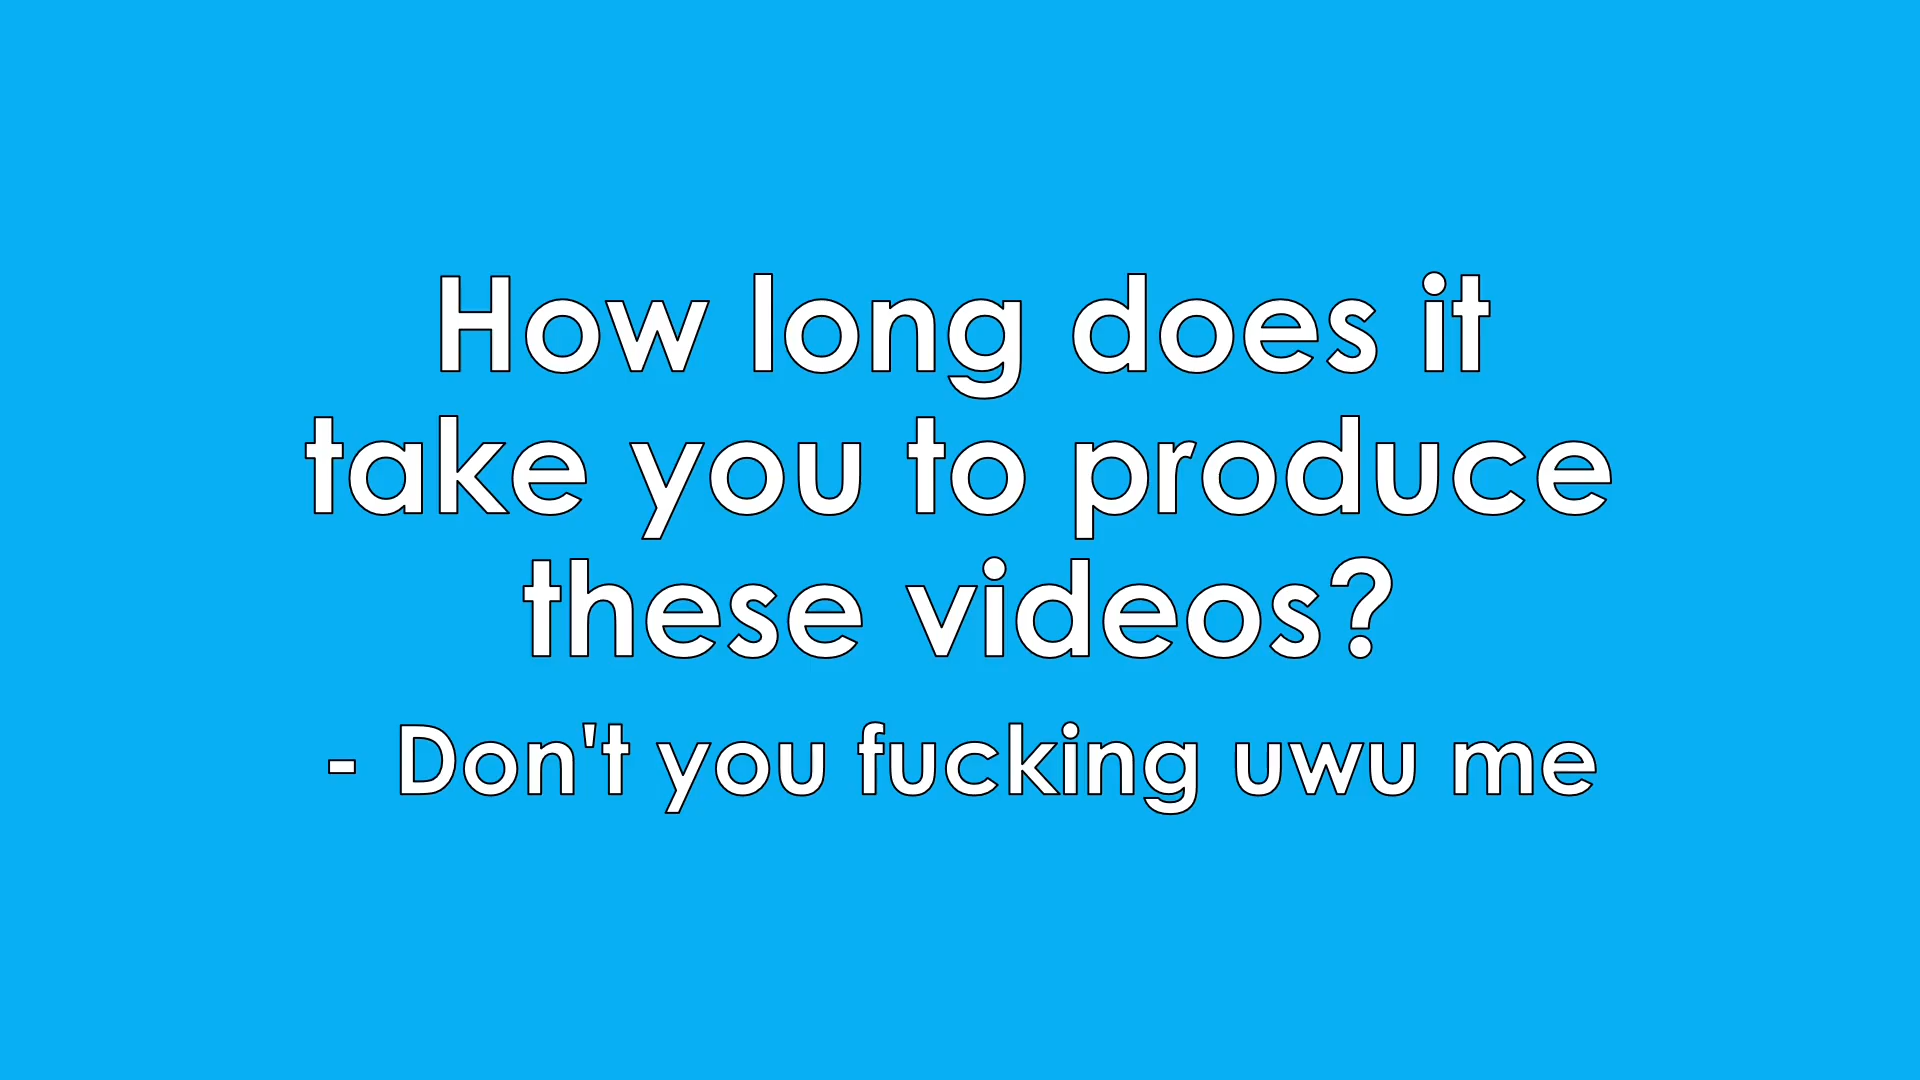 How long does it
take you to produce
these videos?
- Don't you fucking uwu me